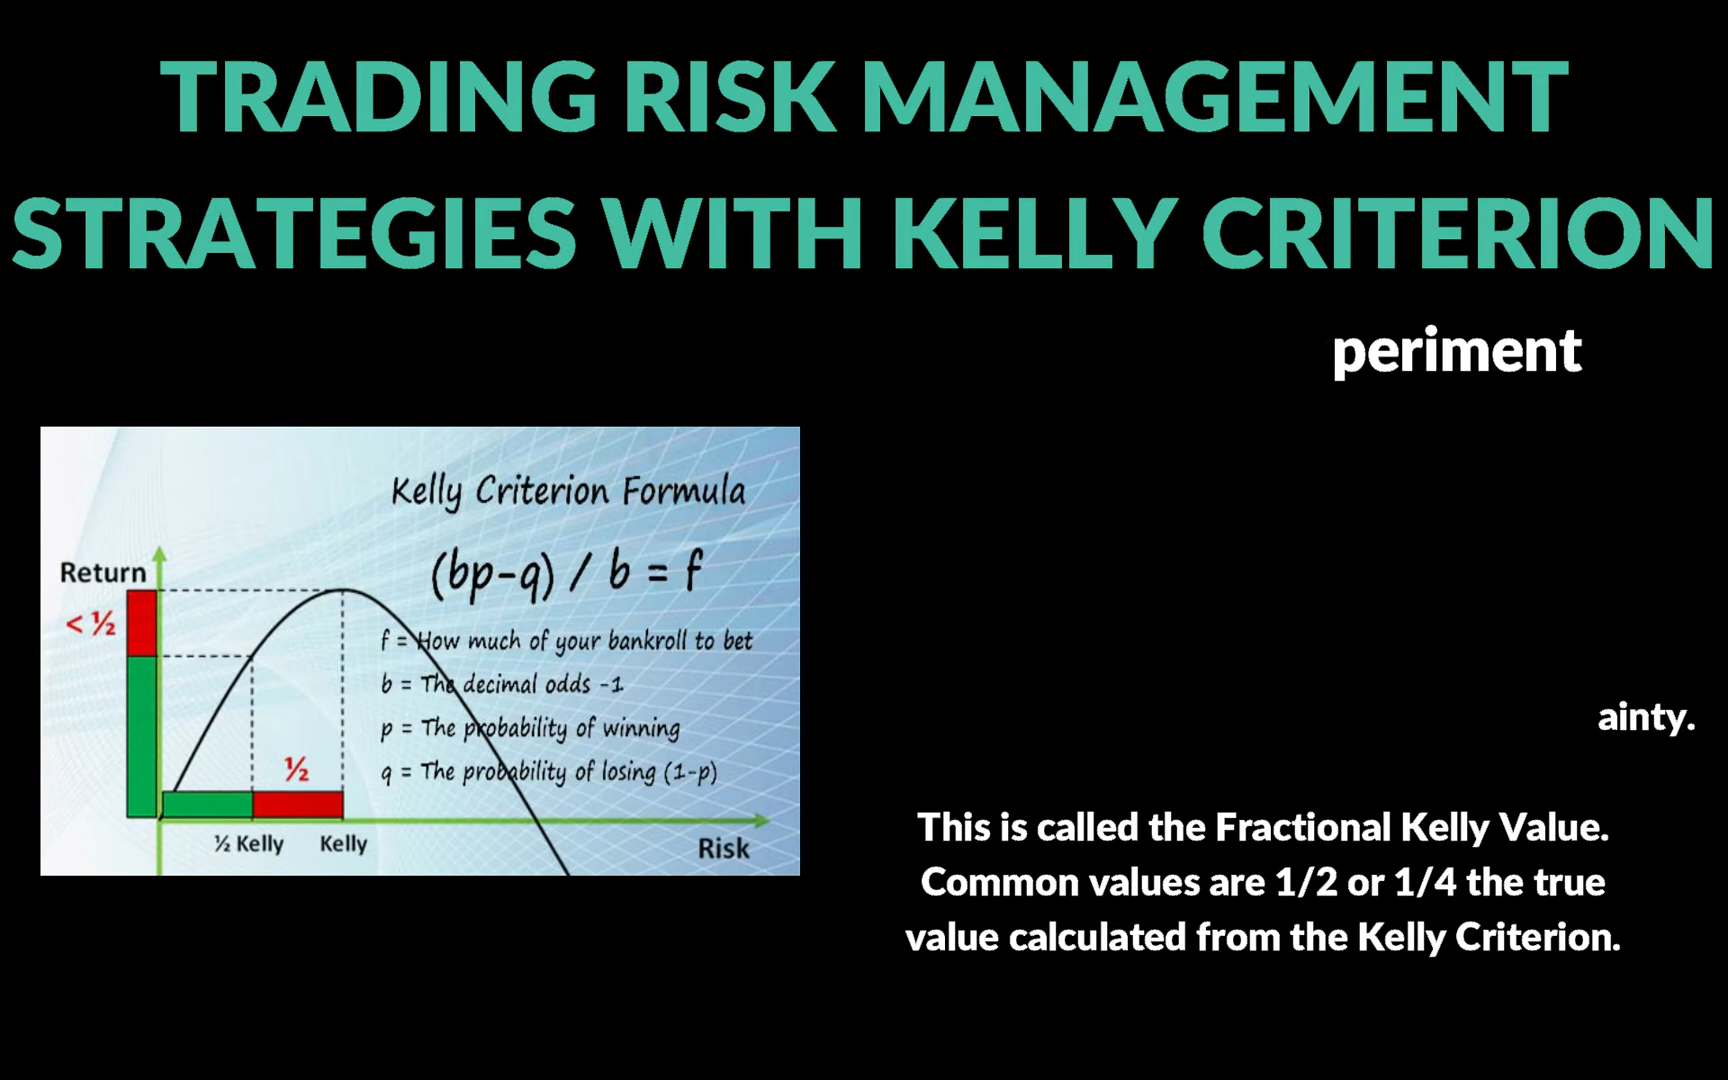 TRADING RISK MANAGEMENT
STRATEGIES WITH KELLY CRITERION
periment
Kelly Criterion Formula
(bp-q) / b = f
f = How much of your bankroll to bet
b = The decimal odds -1
p = The probability of winning
q = The probability of losing (1-p)
Return
< ½
½
½ Kelly
Kelly
Risk
ainty.
This is called the Fractional Kelly Value.
Common values are 1/2 or 1/4 the true
value calculated from the Kelly Criterion.